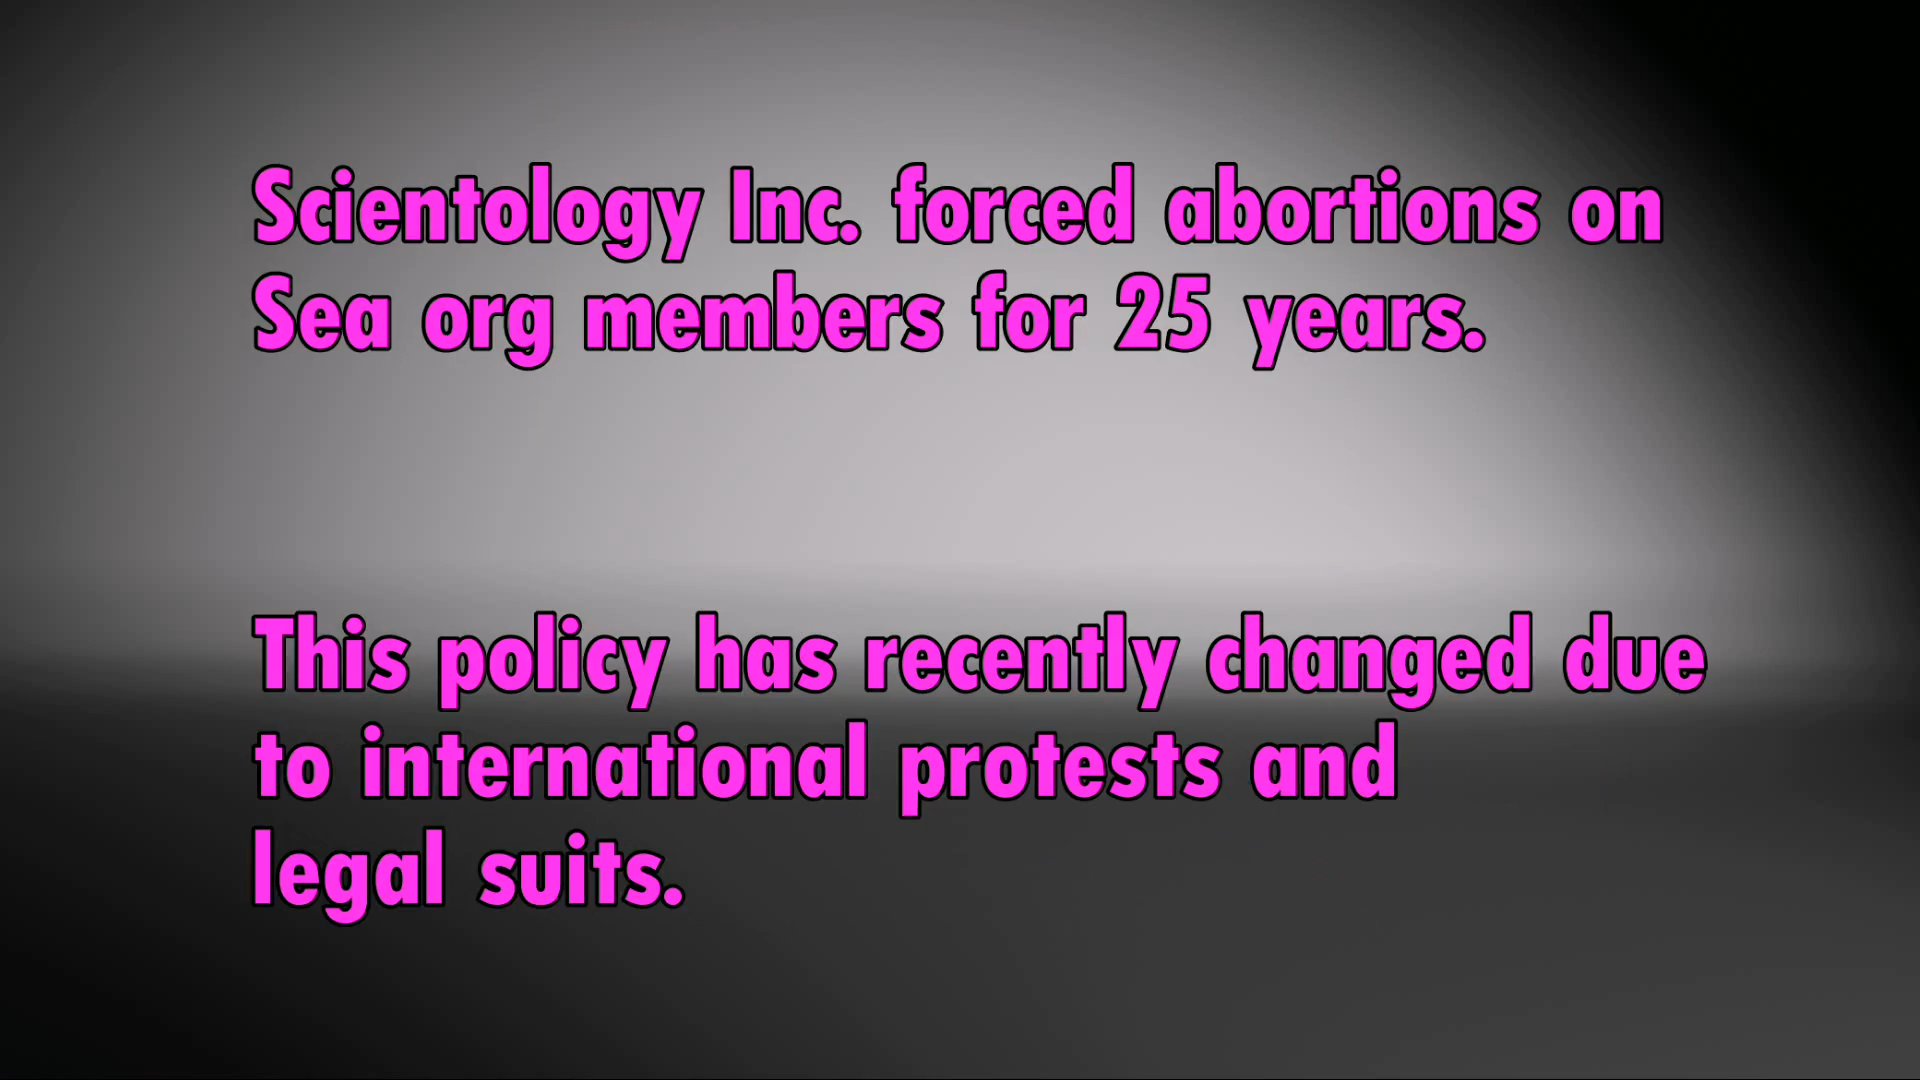 Scientology Inc. forced abortions on
Sea org members for 25 years.
This policy has recently changed due
to international protests and
legal suits.